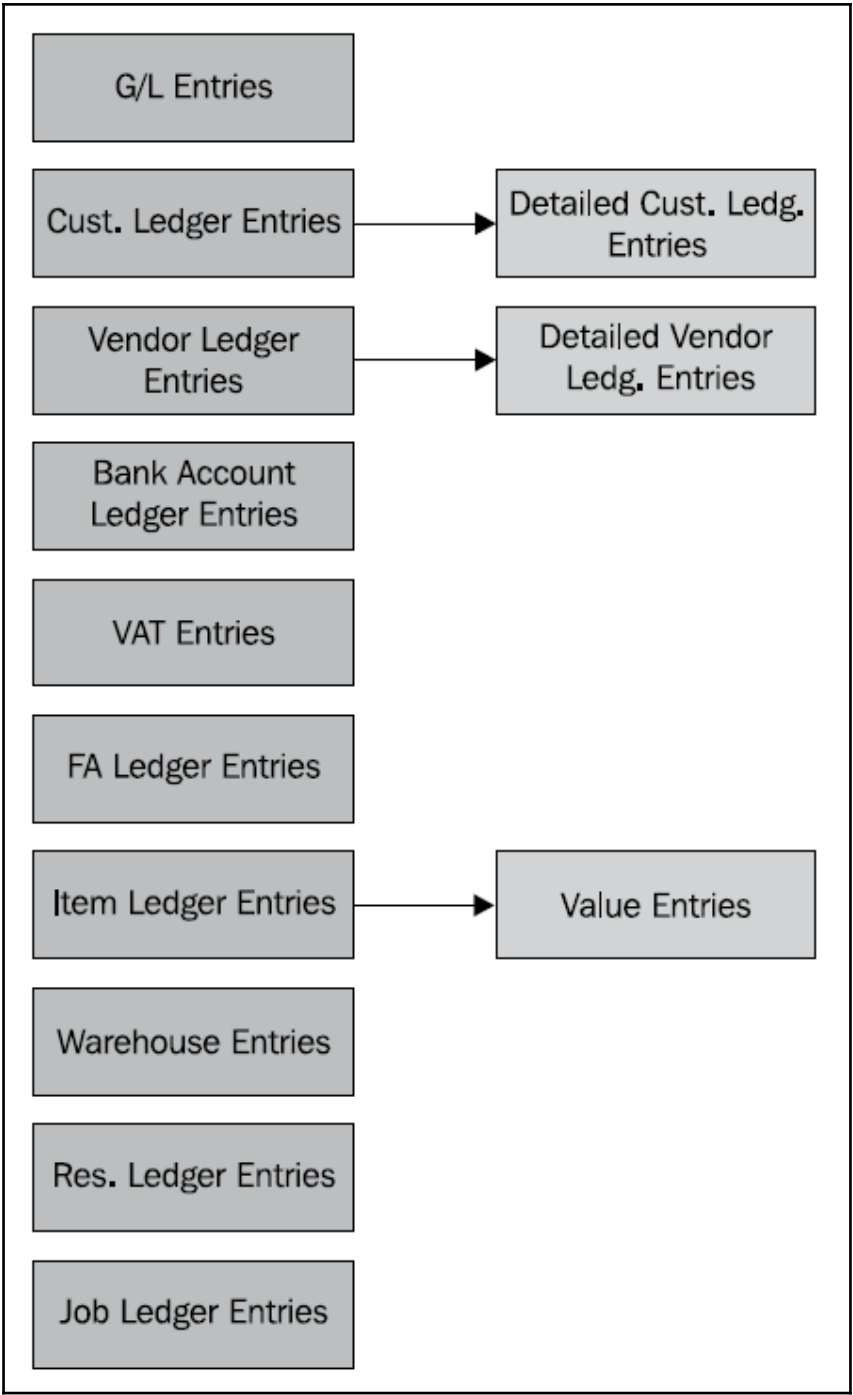 G/L Entries
Cust. Ledger Entries
Detailed Cust. Ledg.
Entries
Vendor Ledger
Entries
Detailed Vendor
Ledg. Entries
Bank Account
Ledger Entries
VAT Entries
FA Ledger Entries
Item Ledger Entries
Value Entries
Warehouse Entries
Res. Ledger Entries
Job Ledger Entries